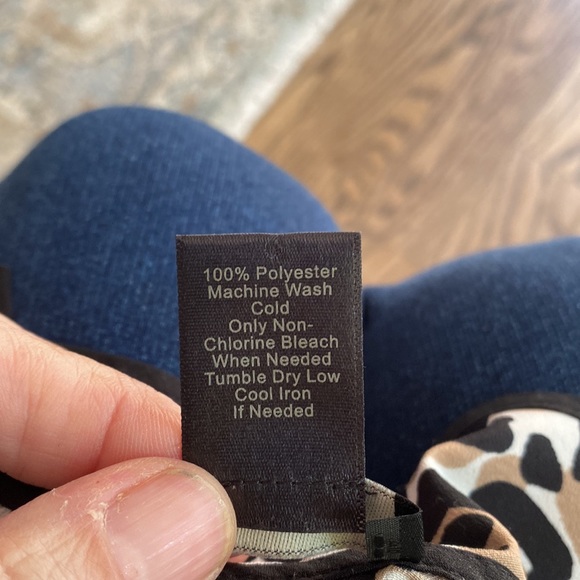 100% Polyester
Machine Wash
Cold
Only Non-
Chlorine Bleach
When Needed
Tumble Dry Low
Cool Iron
If Needed